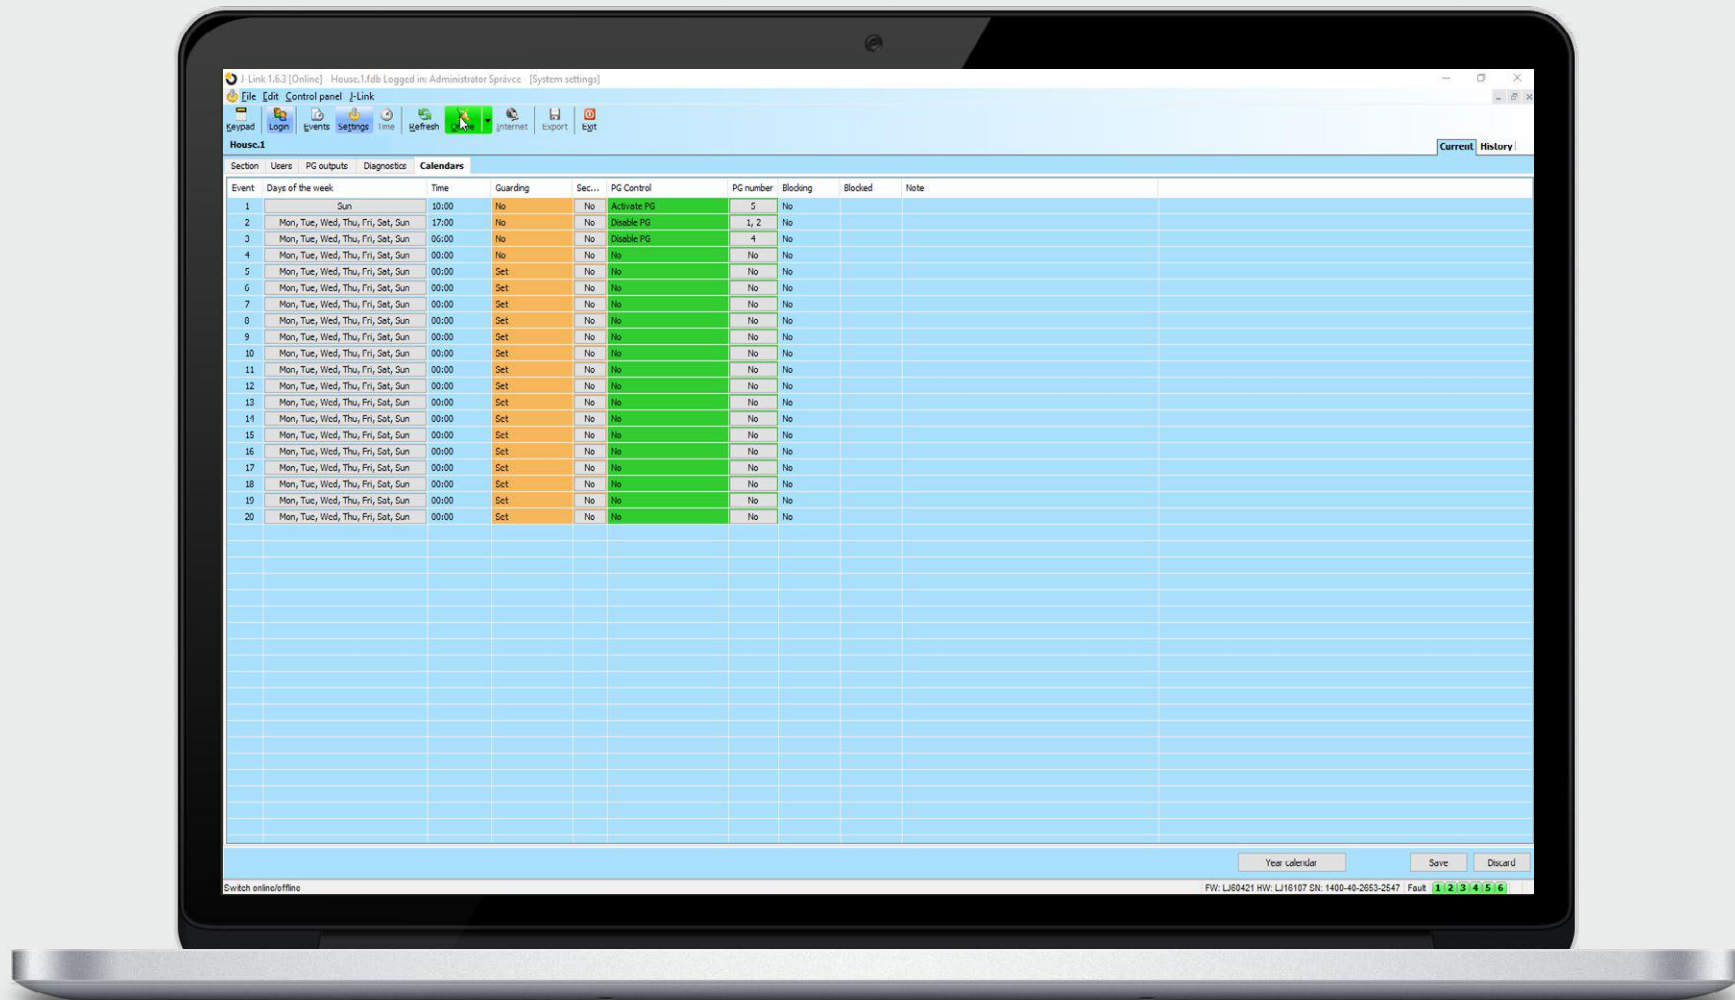 J-Link 1.6.3 [Online] House.1.fdb Logged in: Administrator Správce [System settings]
File Edit Control panel J-Link
Keypad Login Events Settings Time Refresh Internet Export Exit
House.1 Current History
Section Users PG outputs Diagnostics Calendars
Event Days of the week Time Guarding Sec... PG Control PG number Blocking Blocked Note
1 Sun 10:00 No No Activate PG 5 No
2 Mon, Tue, Wed, Thu, Fri, Sat, Sun 17:00 No No Disable PG 1, 2 No
3 Mon, Tue, Wed, Thu, Fri, Sat, Sun 06:00 No No Disable PG 4 No
4 Mon, Tue, Wed, Thu, Fri, Sat, Sun 00:00 No No No No No
5 Mon, Tue, Wed, Thu, Fri, Sat, Sun 00:00 Set No No No No
6 Mon, Tue, Wed, Thu, Fri, Sat, Sun 00:00 Set No No No No
7 Mon, Tue, Wed, Thu, Fri, Sat, Sun 00:00 Set No No No No
8 Mon, Tue, Wed, Thu, Fri, Sat, Sun 00:00 Set No No No No
9 Mon, Tue, Wed, Thu, Fri, Sat, Sun 00:00 Set No No No No
10 Mon, Tue, Wed, Thu, Fri, Sat, Sun 00:00 Set No No No No
11 Mon, Tue, Wed, Thu, Fri, Sat, Sun 00:00 Set No No No No
12 Mon, Tue, Wed, Thu, Fri, Sat, Sun 00:00 Set No No No No
13 Mon, Tue, Wed, Thu, Fri, Sat, Sun 00:00 Set No No No No
14 Mon, Tue, Wed, Thu, Fri, Sat, Sun 00:00 Set No No No No
15 Mon, Tue, Wed, Thu, Fri, Sat, Sun 00:00 Set No No No No
16 Mon, Tue, Wed, Thu, Fri, Sat, Sun 00:00 Set No No No No
17 Mon, Tue, Wed, Thu, Fri, Sat, Sun 00:00 Set No No No No
18 Mon, Tue, Wed, Thu, Fri, Sat, Sun 00:00 Set No No No No
19 Mon, Tue, Wed, Thu, Fri, Sat, Sun 00:00 Set No No No No
20 Mon, Tue, Wed, Thu, Fri, Sat, Sun 00:00 Set No No No No
Year calendar Save Discard
Switch online/offline FW: LJ60421 HW: LJ16107 SN: 1400-40-2653-2547 Fault 1 2 3 4 5 6